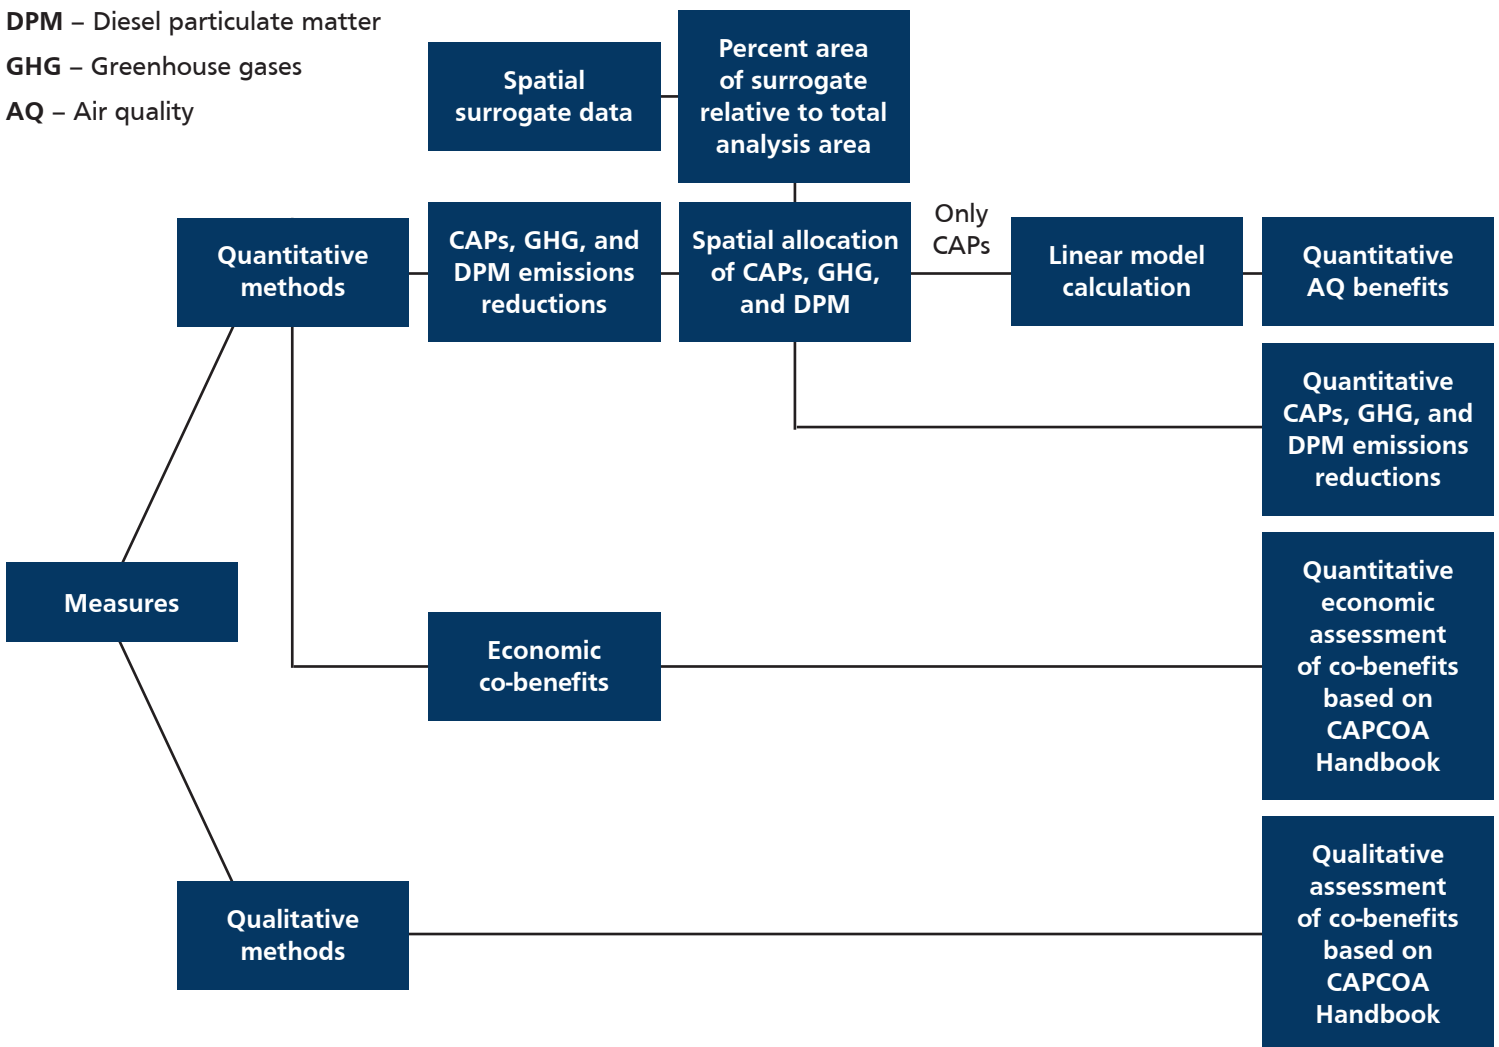 DPM – Diesel particulate matter
GHG – Greenhouse gases
AQ – Air quality
Spatial
surrogate data
Percent area
of surrogate
relative to total
analysis area
Quantitative
methods
CAPs, GHG, and
DPM emissions
reductions
Spatial allocation
of CAPs, GHG,
and DPM
Only
CAPs
Linear model
calculation
Quantitative
AQ benefits
Quantitative
CAPs, GHG, and
DPM emissions
reductions
Measures
Economic
co-benefits
Quantitative
economic
assessment
of co-benefits
based on
CAPCOA
Handbook
Qualitative
methods
Qualitative
assessment
of co-benefits
based on
CAPCOA
Handbook